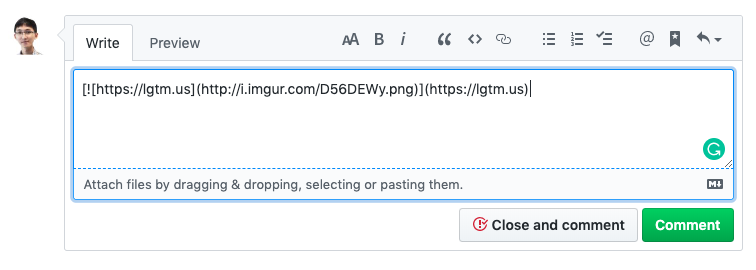 Write
Preview
AA B i
[![https://lgtm.us](http://i.imgur.com/D56DEWy.png)](https://lgtm.us)
Attach files by dragging & dropping, selecting or pasting them.
Close and comment
Comment